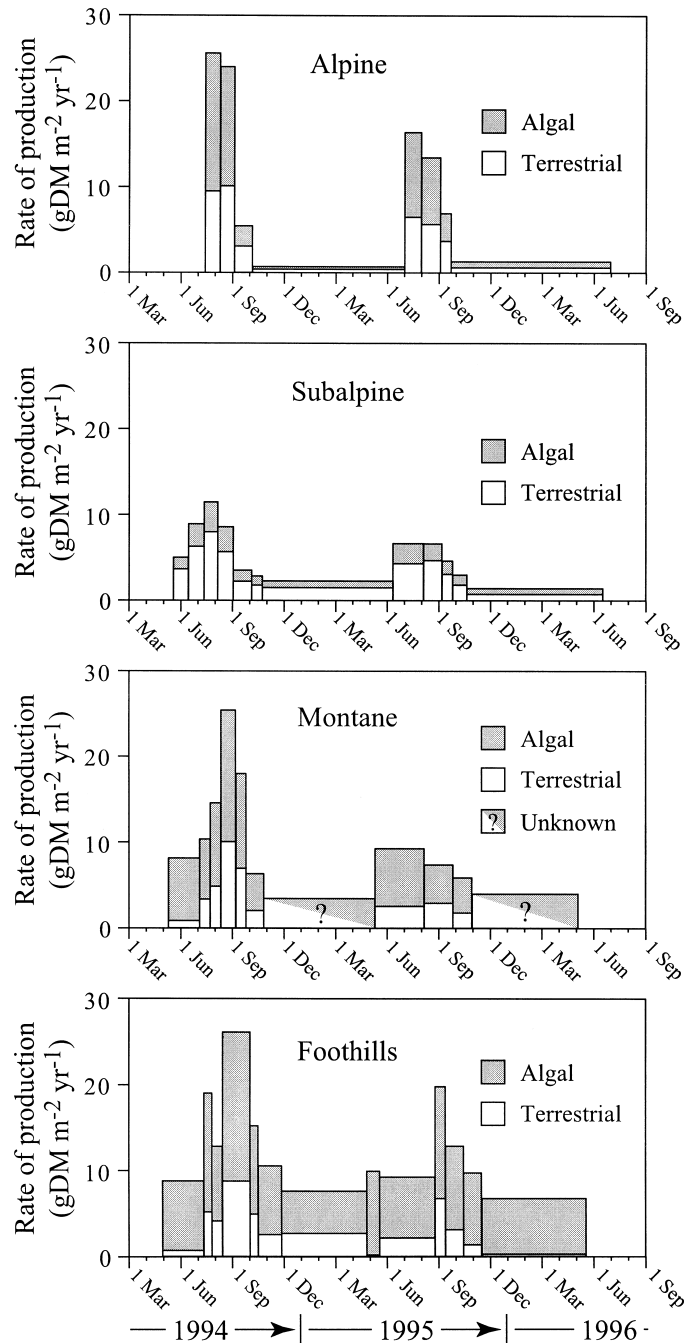 30
Alpine
Rate of production
(gDM m-2 yr-1)
20
Algal
Terrestrial
10
0
1 Mar
1 Jun
1 Sep
1 Dec
1 Mar
1 Jun
1 Sep
1 Dec
1 Mar
1 Jun
1 Sep
30
Subalpine
Rate of production
(gDM m-2 yr-1)
20
Algal
Terrestrial
10
0
1 Mar
1 Jun
1 Sep
1 Dec
1 Mar
1 Jun
1 Sep
1 Dec
1 Mar
1 Jun
1 Sep
30
Montane
Rate of production
(gDM m-2 yr-1)
20
Algal
Terrestrial
? Unknown
10
? ?
0
1 Mar
1 Jun
1 Sep
1 Dec
1 Mar
1 Jun
1 Sep
1 Dec
1 Mar
1 Jun
1 Sep
30
Foothills
Rate of production
(gDM m-2 yr-1)
20
Algal
Terrestrial
10
0
1 Mar
1 Jun
1 Sep
1 Dec
1 Mar
1 Jun
1 Sep
1 Dec
1 Mar
1 Jun
1 Sep
1994 1995 1996